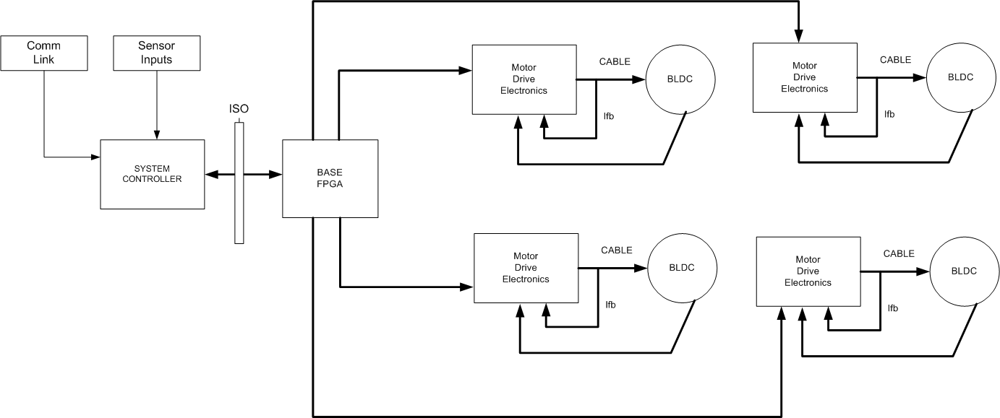 Comm
Link
Sensor
Inputs
ISO
SYSTEM
CONTROLLER
BASE
FPGA
Motor
Drive
Electronics
CABLE
BLDC
Ifb
Motor
Drive
Electronics
CABLE
BLDC
Ifb
Motor
Drive
Electronics
CABLE
BLDC
Ifb
Motor
Drive
Electronics
CABLE
BLDC
Ifb